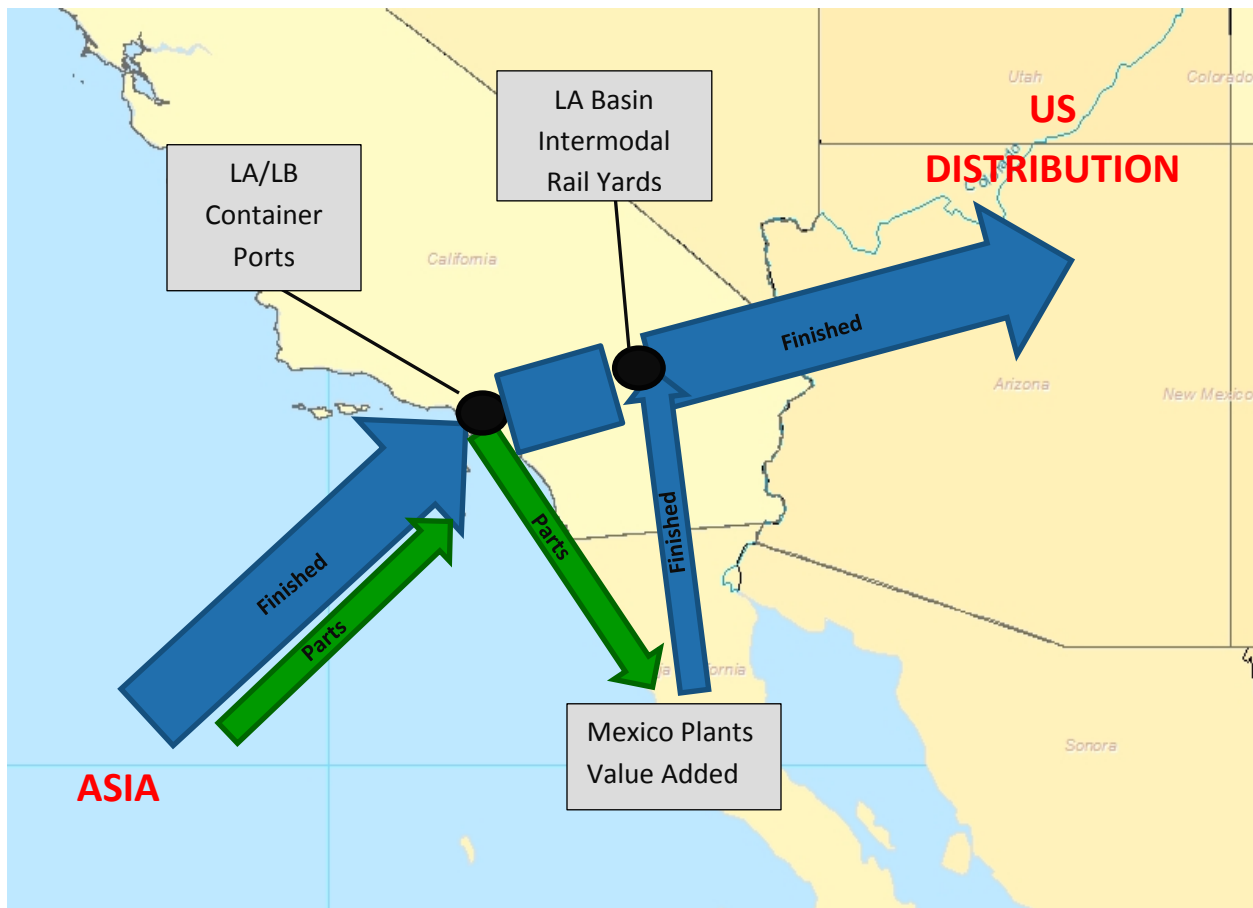 LA Basin
Intermodal
Rail Yards
Utah
Colorado
US
DISTRIBUTION
Colorado
LA/LB
Container
Ports
California
Finished
Arizona
New Mexico
Finished
Parts
Finished
Parts
Mexico Plants
Value Added
Sonora
ASIA